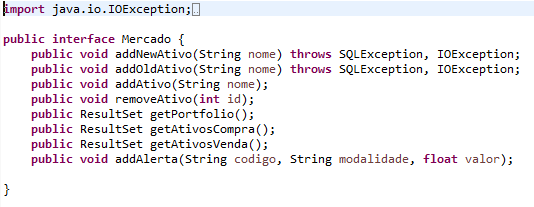 import java.io.IOException;
public interface Mercado {
public void addNewAtivo(String nome) throws SQLException, IOException;
public void addOldAtivo(String nome) throws SQLException, IOException;
public void addAtivo(String nome);
public void removeAtivo(int id);
public ResultSet getPortfolio();
public ResultSet getAtivosCompra();
public ResultSet getAtivosVenda();
public void addAlerta(String codigo, String modalidade, float valor);
}